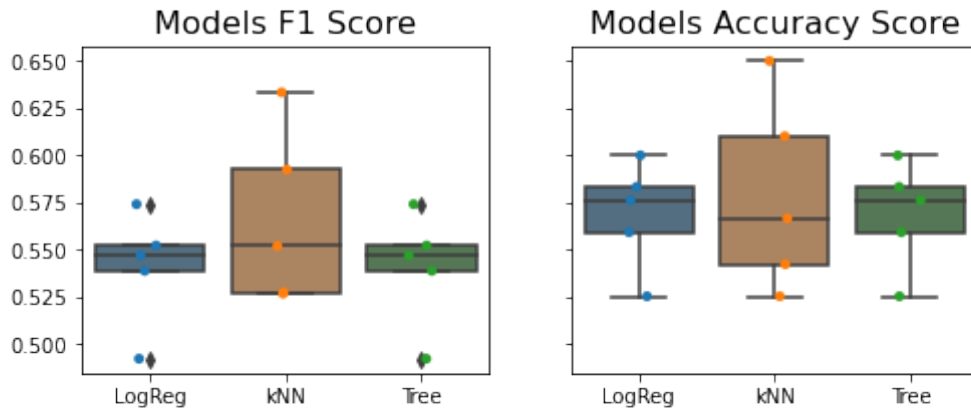 Models F1 Score
Models Accuracy Score
0.650
0.625
0.600
0.575
0.550
0.525
0.500
LogReg
kNN
Tree
LogReg
kNN
Tree